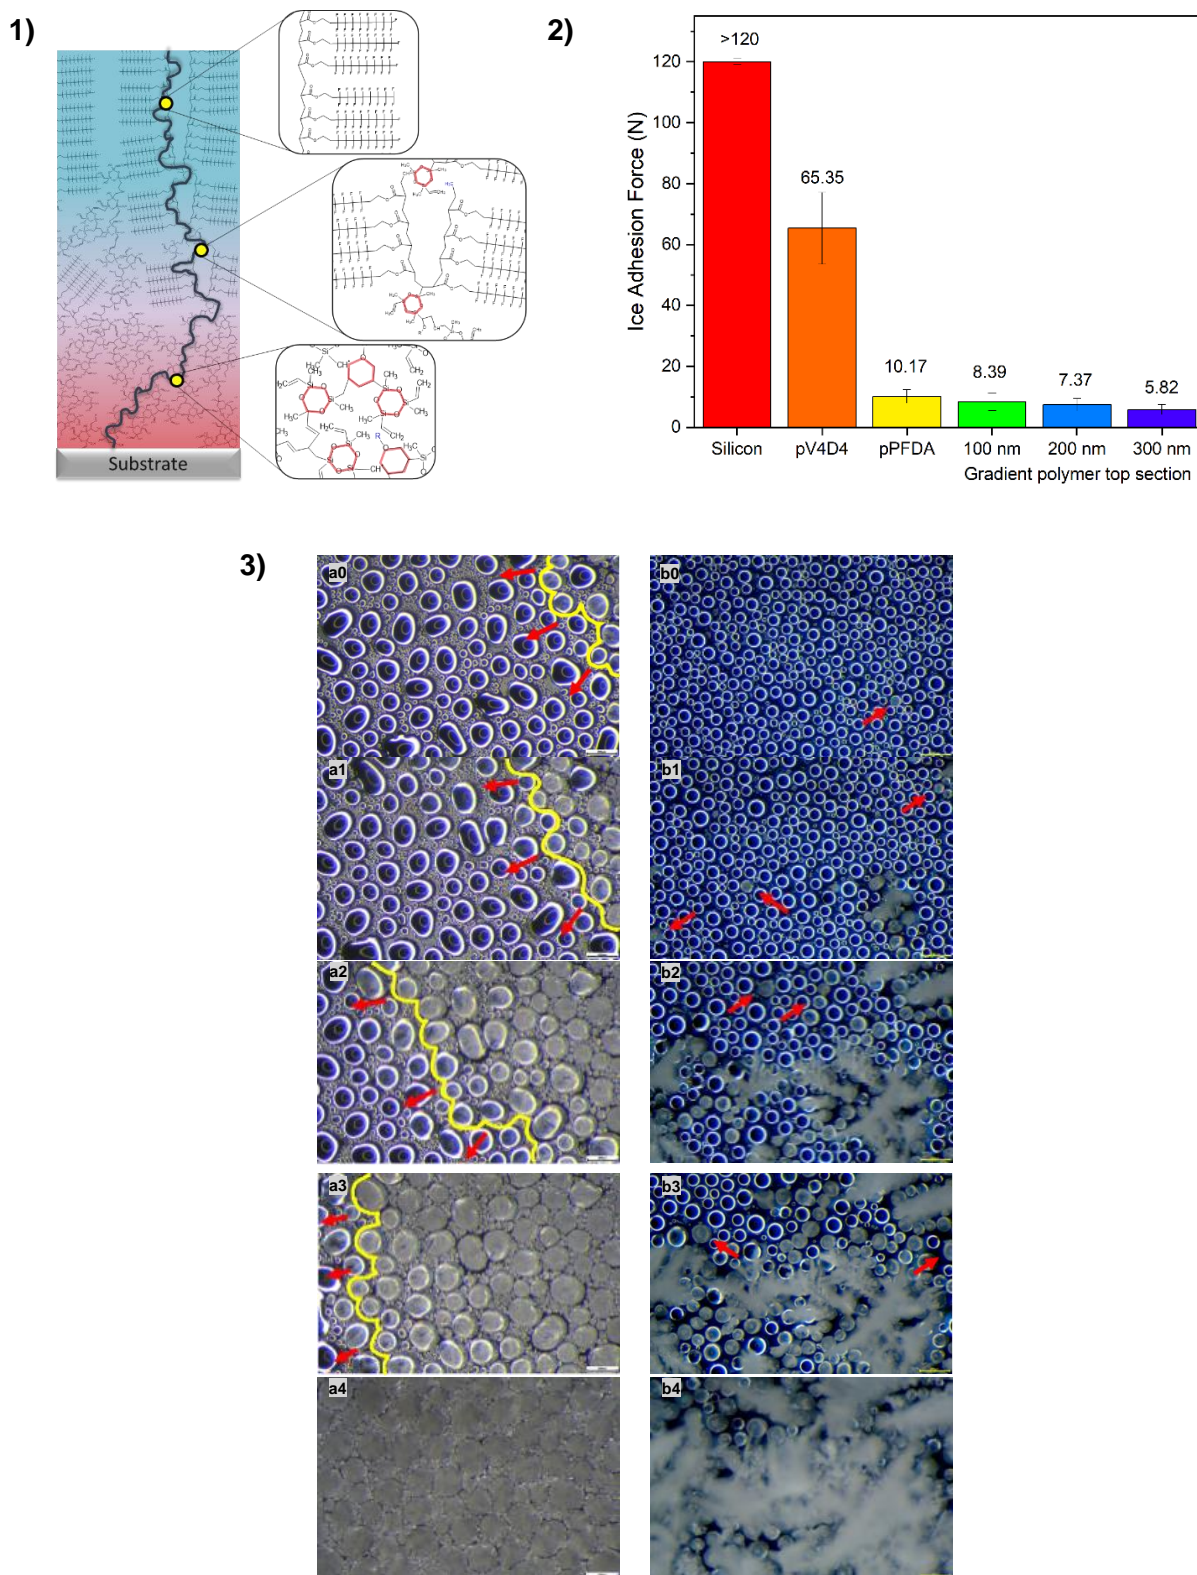 1)
Substrate
2)
Ice Adhesion Force (N)
120
100
80
60
40
20
0
>120
65.35
10.17
8.39
7.37
5.82
Silicon
pV4D4
pPFDA
100 nm
200 nm
300 nm
Gradient polymer top section
3)
a0
b0
a1
b1
a2
b2
a3
b3
a4
b4